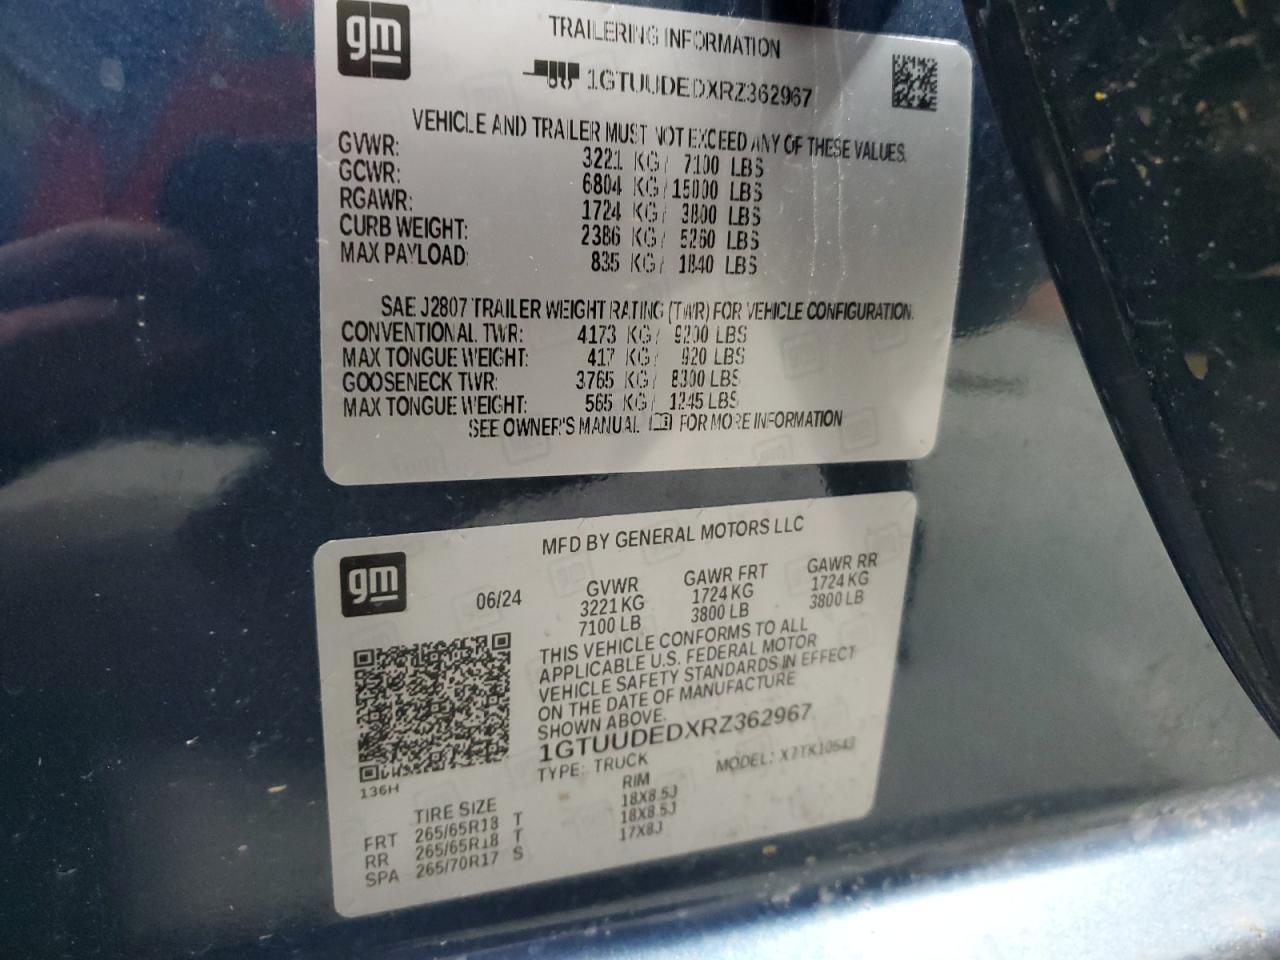 gm
TRAILERING INFORMATION
1GTUUDEDXRZ362967
VEHICLE AND TRAILER MUST NOT EXCEED ANY OF THESE VALUES.
GVWR: 3221 KG/ 7100 LBS
GCWR: 6804 KG/ 15000 LBS
RGAWR: 1724 KG/ 3800 LBS
CURB WEIGHT: 2386 KG/ 5260 LBS
MAX PAYLOAD: 835 KG/ 1840 LBS
SAE J2807 TRAILER WEIGHT RATING (TWR) FOR VEHICLE CONFIGURATION.
CONVENTIONAL TWR: 4173 KG/ 9200 LBS
MAX TONGUE WEIGHT: 417 KG/ 920 LBS
GOOSENECK TWR: 3765 KG/ 8300 LBS
MAX TONGUE WEIGHT: 565 KG/ 1245 LBS
SEE OWNER'S MANUAL FOR MORE INFORMATION
gm
MFD BY GENERAL MOTORS LLC
06/24 GVWR GAWR FRT GAWR RR
3221 KG 1724 KG 1724 KG
7100 LB 3800 LB 3800 LB
THIS VEHICLE CONFORMS TO ALL
APPLICABLE U.S. FEDERAL MOTOR
VEHICLE SAFETY STANDARDS IN EFFECT
ON THE DATE OF MANUFACTURE
SHOWN ABOVE.
1GTUUDEDXRZ362967
TYPE: TRUCK MODEL: X7TK10543
136H
TIRE SIZE RIM
FRT 265/65R18 T 18X8.5J
RR 265/65R18 T 18X8.5J
SPA 265/70R17 S 17X8J